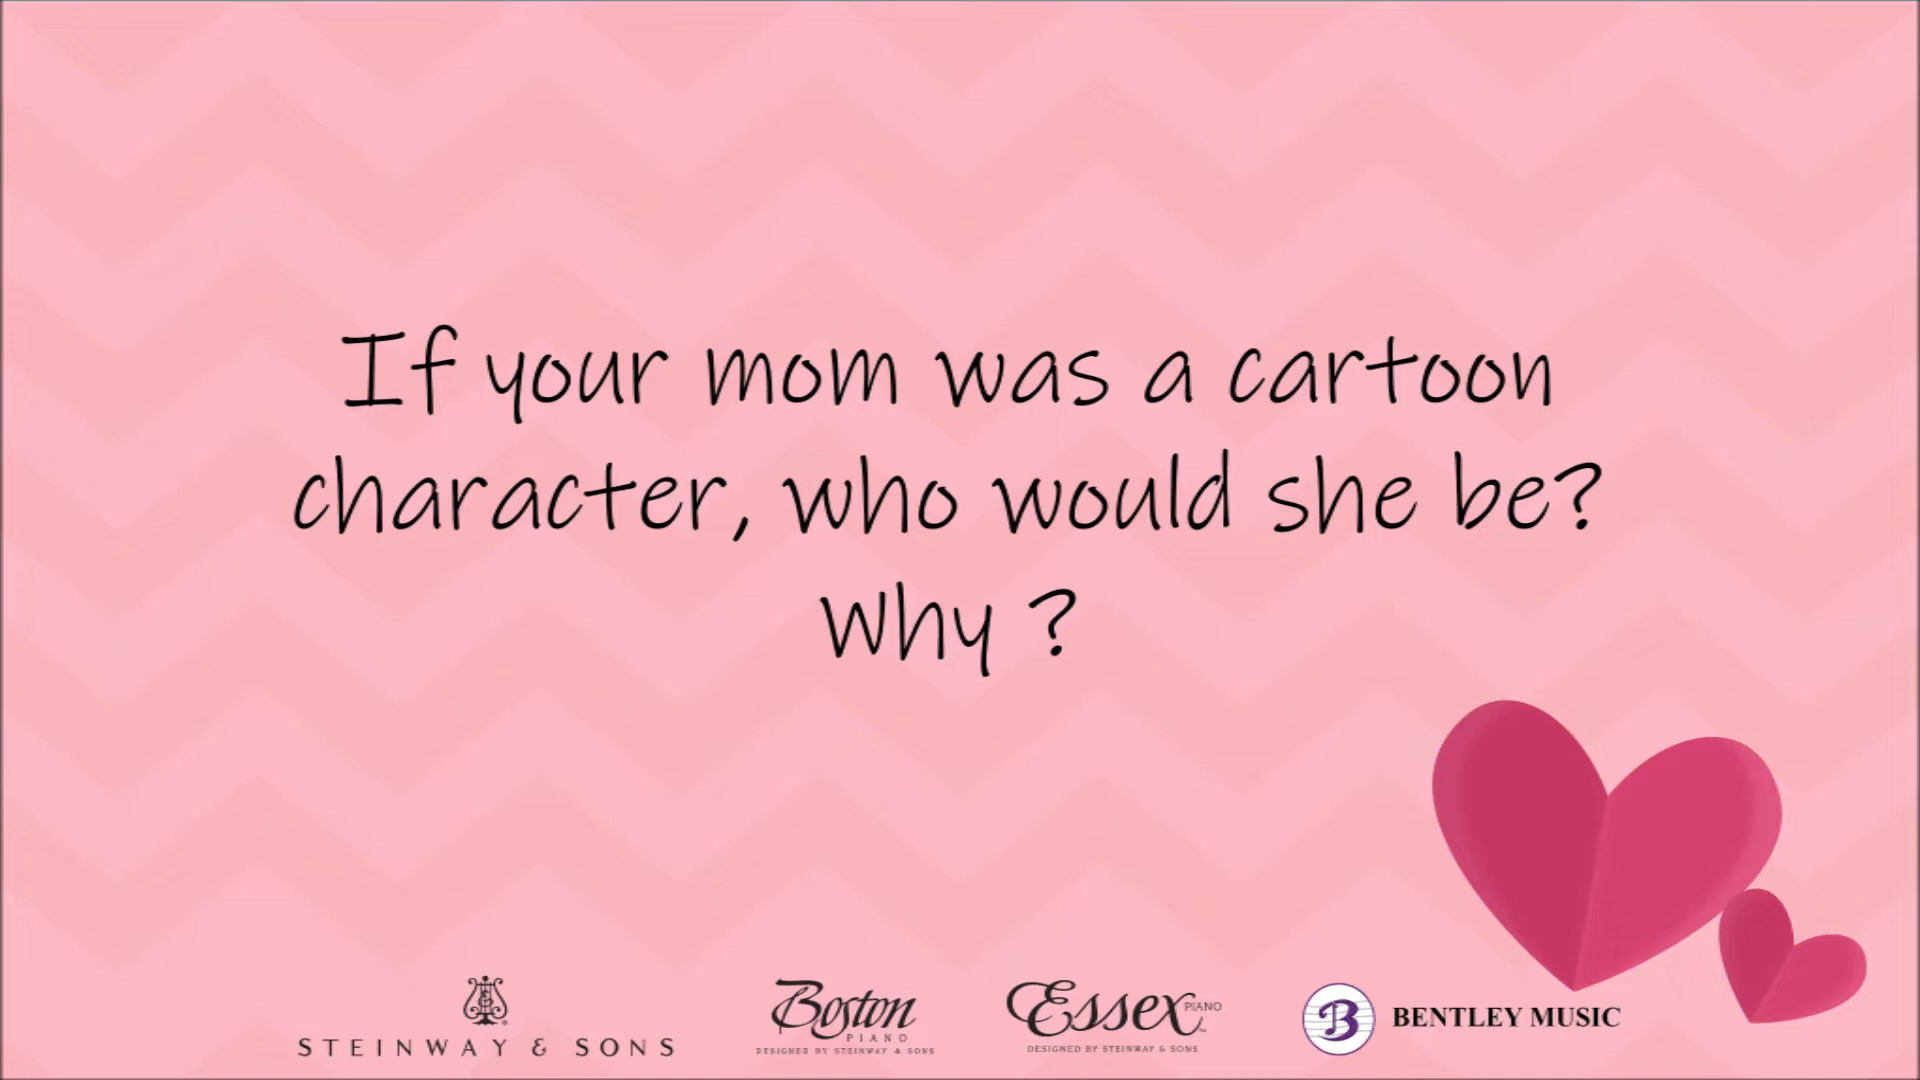 If your mom was a cartoon
character, who would she be?
Why ?
STEINWAY & SONS
Boston
PIANO
DESIGNED BY STEINWAY & SONS
Essex PIANO
DESIGNED BY STEINWAY & SONS
B BENTLEY MUSIC